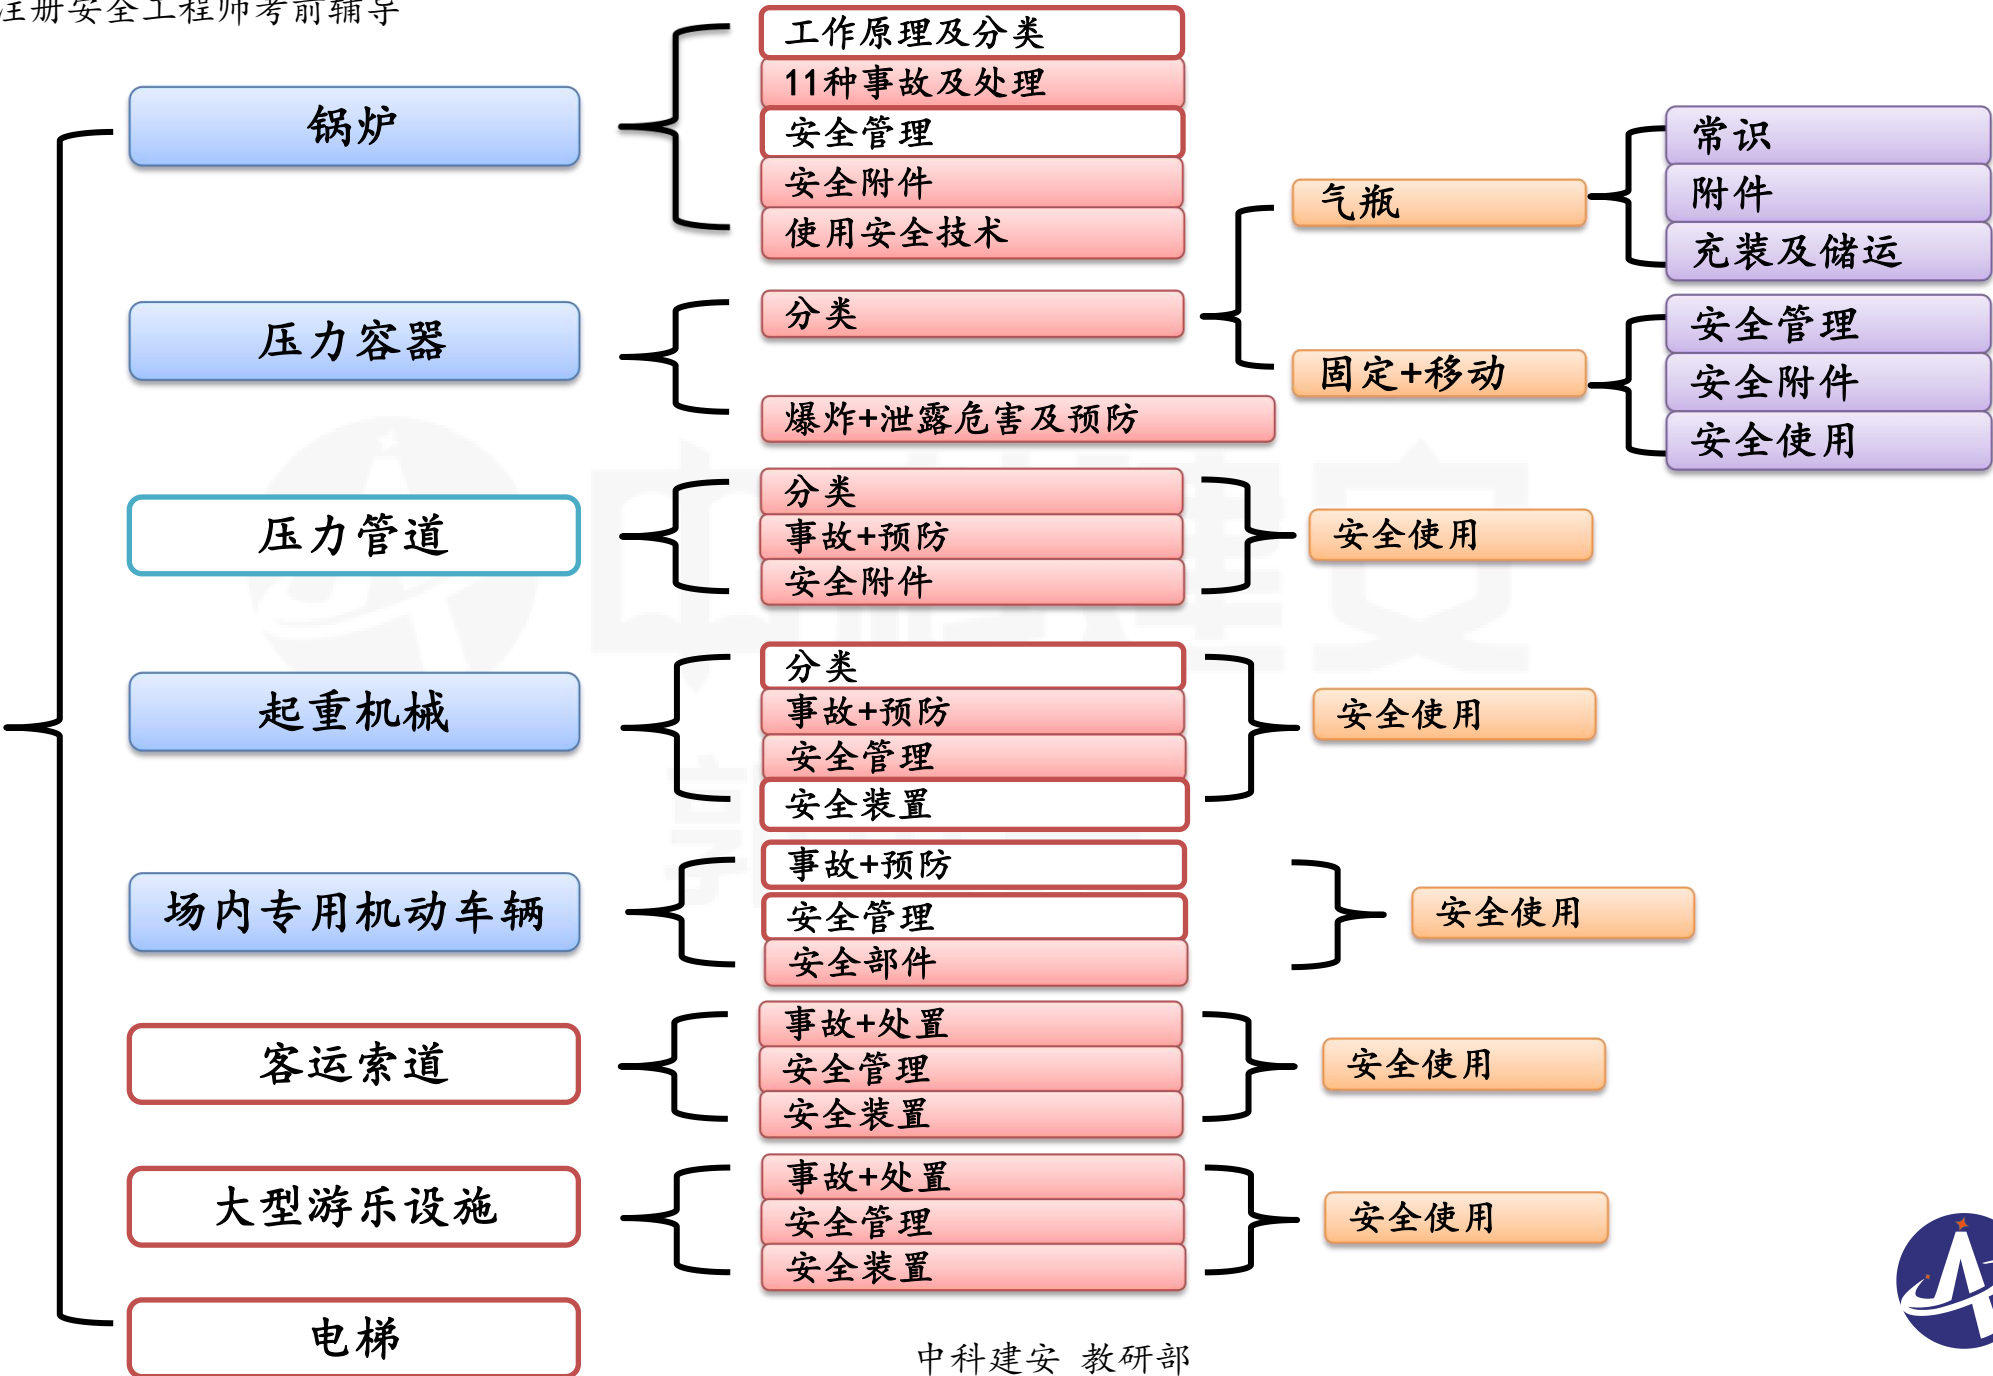 注册安全工程师考前辅导
锅炉
工作原理及分类
11种事故及处理
安全管理
安全附件
使用安全技术
压力容器
分类
气瓶
常识
附件
充装及储运
固定+移动
安全管理
安全附件
安全使用
爆炸+泄露危害及预防
压力管道
分类
事故+预防
安全附件
安全使用
起重机械
分类
事故+预防
安全管理
安全装置
安全使用
场内专用机动车辆
事故+预防
安全管理
安全部件
安全使用
客运索道
事故+处置
安全管理
安全装置
安全使用
大型游乐设施
事故+处置
安全管理
安全装置
安全使用
电梯
中科建安 教研部
中科建安